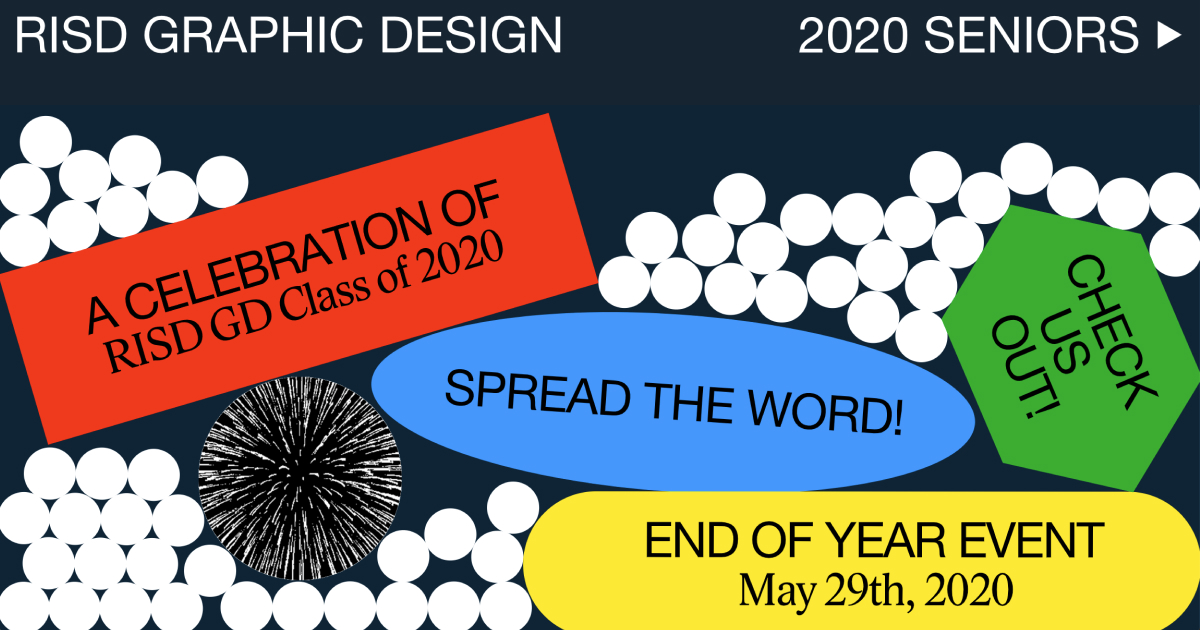 RISD GRAPHIC DESIGN
2020 SENIORS ▶
A CELEBRATION OF
RISD GD Class of 2020
SPREAD THE WORD!
CHECK
US
OUT!
END OF YEAR EVENT
May 29th, 2020